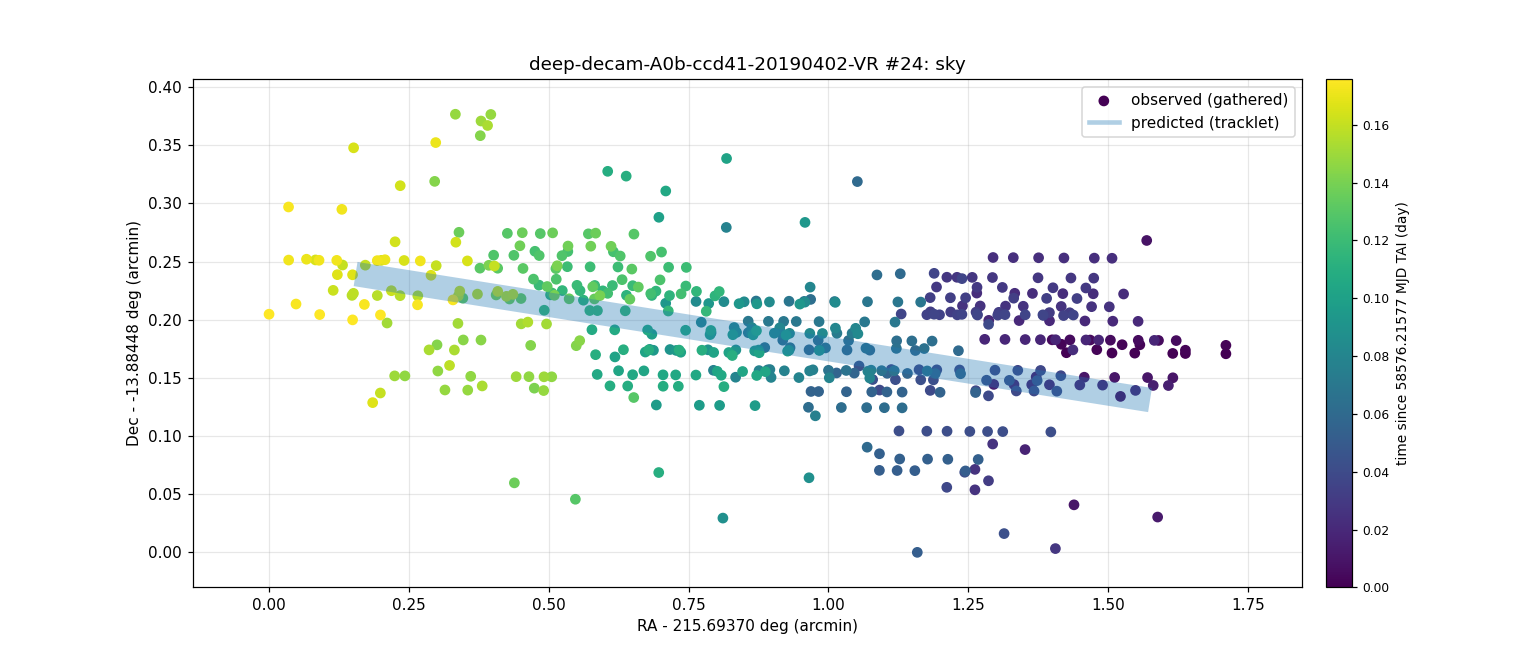 deep-decam-A0b-ccd41-20190402-VR #24: sky
observed (gathered)
predicted (tracklet)
0.40
0.35
0.30
0.25
0.20
0.15
0.10
0.05
0.00
Dec - -13.88448 deg (arcmin)
0.00 0.25 0.50 0.75 1.00 1.25 1.50 1.75
RA - 215.69370 deg (arcmin)
0.16
0.14
0.12
0.10
0.08
0.06
0.04
0.02
0.00
time since 58576.215777 MJD TAI (day)